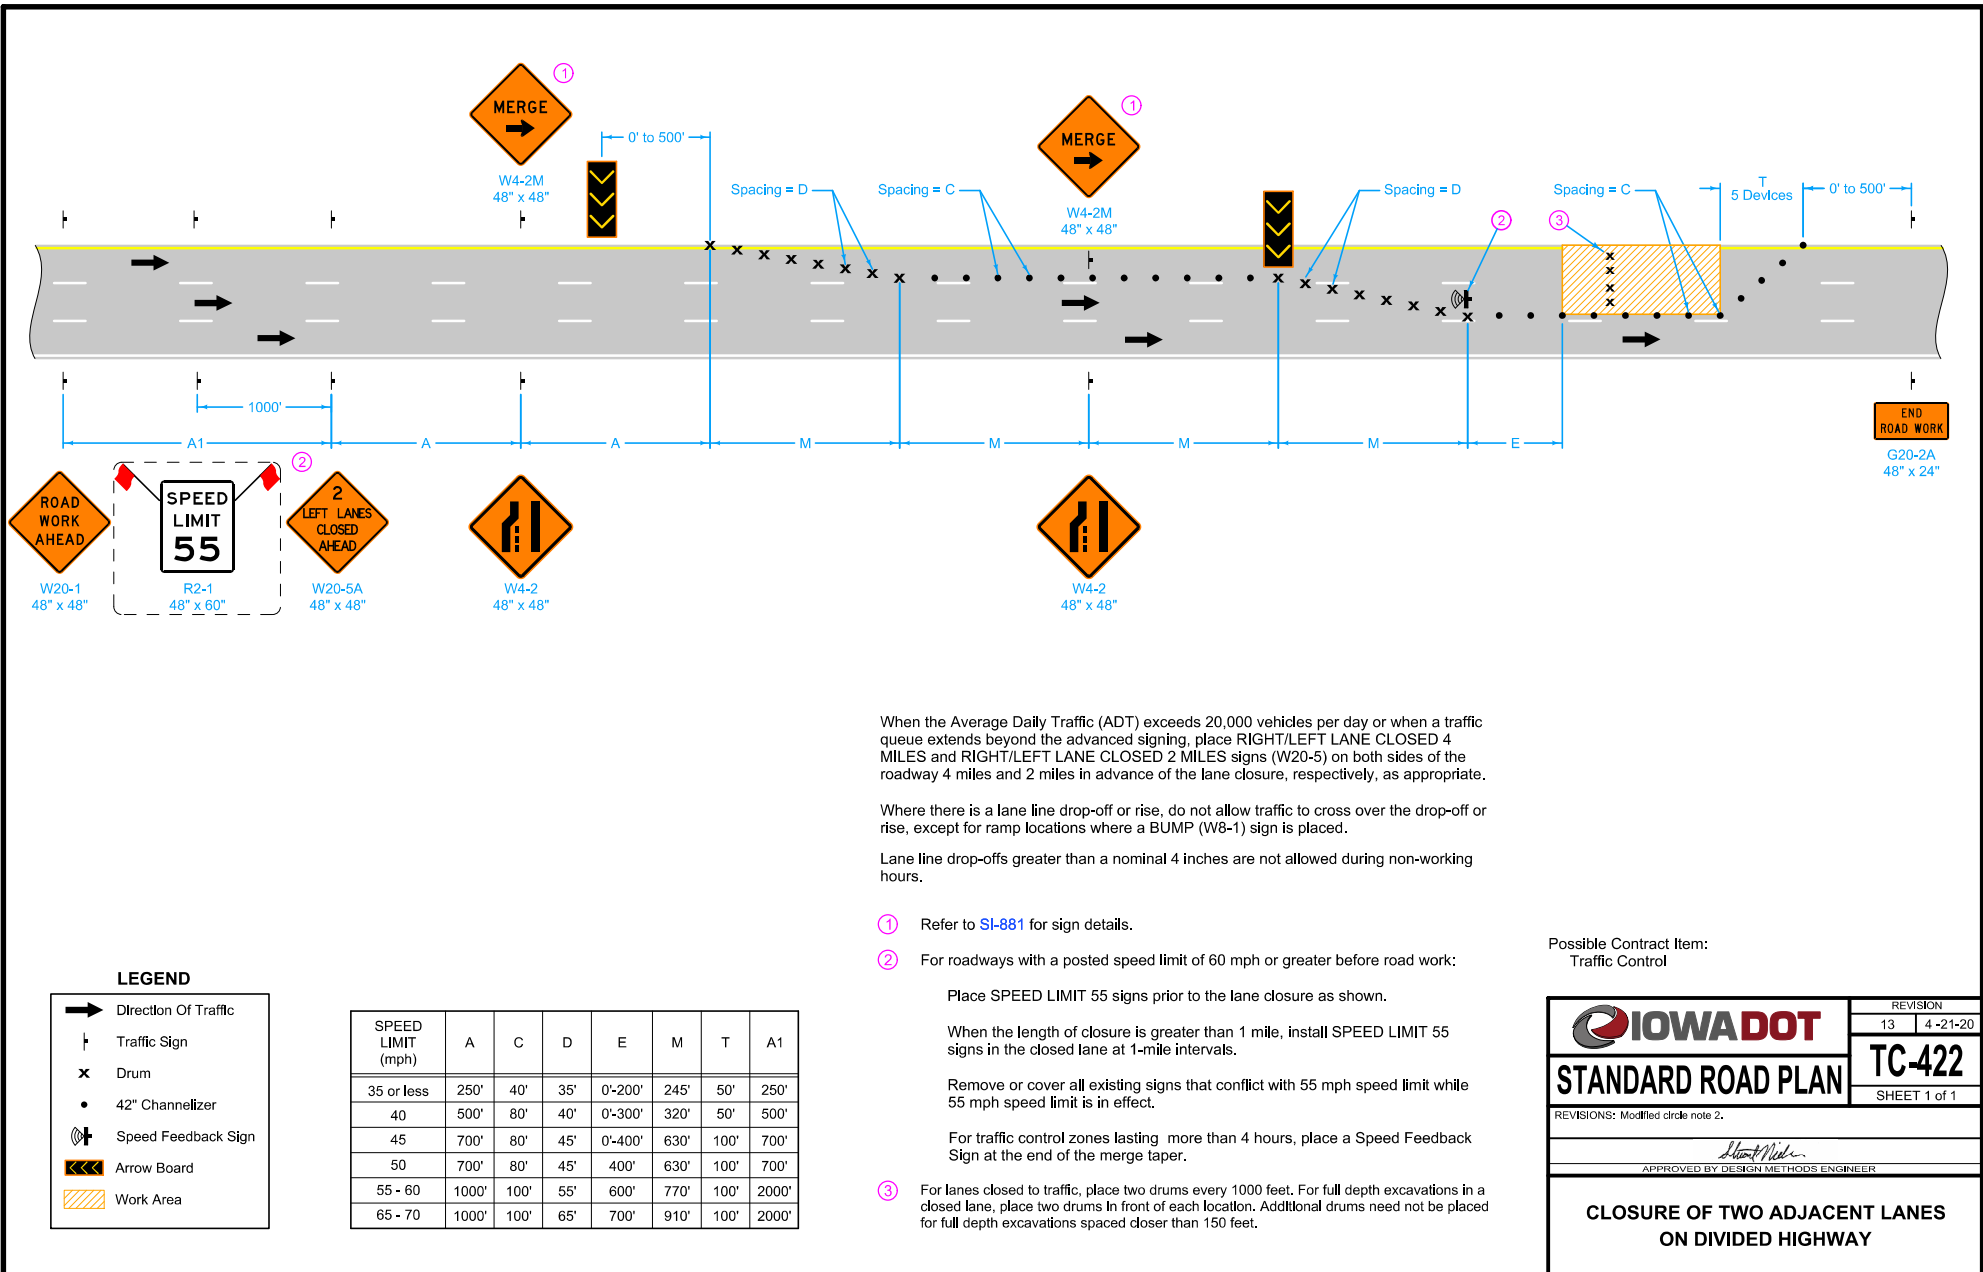 1
MERGE
W4-2M
48" x 48"
0' to 500'
1
MERGE
W4-2M
48" x 48"
Spacing = D
Spacing = C
Spacing = D
Spacing = C
T
5 Devices
0' to 500'
2
3
1000'
A1
A
A
M
M
M
M
E
ROAD
WORK
AHEAD
W20-1
48" x 48"
SPEED
LIMIT
55
R2-1
48" x 60"
2
2
LEFT LANES
CLOSED
AHEAD
W20-5A
48" x 48"
W4-2
48" x 48"
W4-2
48" x 48"
END
ROAD WORK
G20-2A
48" x 24"
When the Average Daily Traffic (ADT) exceeds 20,000 vehicles per day or when a traffic
queue extends beyond the advanced signing, place RIGHT/LEFT LANE CLOSED 4
MILES and RIGHT/LEFT LANE CLOSED 2 MILES signs (W20-5) on both sides of the
roadway 4 miles and 2 miles in advance of the lane closure, respectively, as appropriate.
Where there is a lane line drop-off or rise, do not allow traffic to cross over the drop-off or
rise, except for ramp locations where a BUMP (W8-1) sign is placed.
Lane line drop-offs greater than a nominal 4 inches are not allowed during non-working
hours.
1 Refer to SI-881 for sign details.
2 For roadways with a posted speed limit of 60 mph or greater before road work:
Place SPEED LIMIT 55 signs prior to the lane closure as shown.
When the length of closure is greater than 1 mile, install SPEED LIMIT 55
signs in the closed lane at 1-mile intervals.
Remove or cover all existing signs that conflict with 55 mph speed limit while
55 mph speed limit is in effect.
For traffic control zones lasting more than 4 hours, place a Speed Feedback
Sign at the end of the merge taper.
3 For lanes closed to traffic, place two drums every 1000 feet. For full depth excavations in a
closed lane, place two drums in front of each location. Additional drums need not be placed
for full depth excavations spaced closer than 150 feet.
LEGEND
Direction Of Traffic
Traffic Sign
x Drum
42" Channelizer
Speed Feedback Sign
Arrow Board
Work Area
SPEED LIMIT (mph) A C D E M T A1
35 or less 250' 40' 35' 0'-200' 245' 50' 250'
40 500' 80' 40' 0'-300' 320' 50' 500'
45 700' 80' 45' 0'-400' 630' 100' 700'
50 700' 80' 45' 400' 630' 100' 700'
55 - 60 1000' 100' 55' 600' 770' 100' 2000'
65 - 70 1000' 100' 65' 700' 910' 100' 2000'
Possible Contract Item:
Traffic Control
IOWADOT
STANDARD ROAD PLAN
REVISION
13 4-21-20
TC-422
SHEET 1 of 1
REVISIONS: Modified circle note 2.
APPROVED BY DESIGN METHODS ENGINEER
CLOSURE OF TWO ADJACENT LANES
ON DIVIDED HIGHWAY